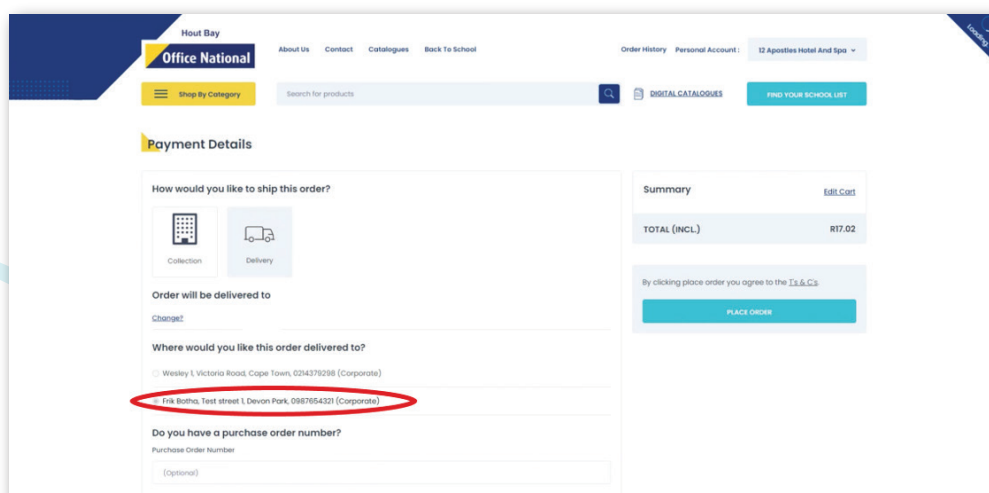 Hout Bay
Office National
About Us Contact Catalogues Back To School
Order History Personal Account : 12 Apostles Hotel And Spa
Loading
Shop By Category
Search for products
DIGITAL CATALOGUES
FIND YOUR SCHOOL LIST
Payment Details
How would you like to ship this order?
Collection Delivery
Order will be delivered to
Change?
Where would you like this order delivered to?
Wesley 1, Victoria Road, Cape Town, 0214379298 (Corporate)
Frik Botha, Test street 1, Devon Park, 0987654321 (Corporate)
Do you have a purchase order number?
Purchase Order Number
(Optional)
Summary Edit Cart
TOTAL (INCL.) R17.02
By clicking place order you agree to the T's & C's.
PLACE ORDER